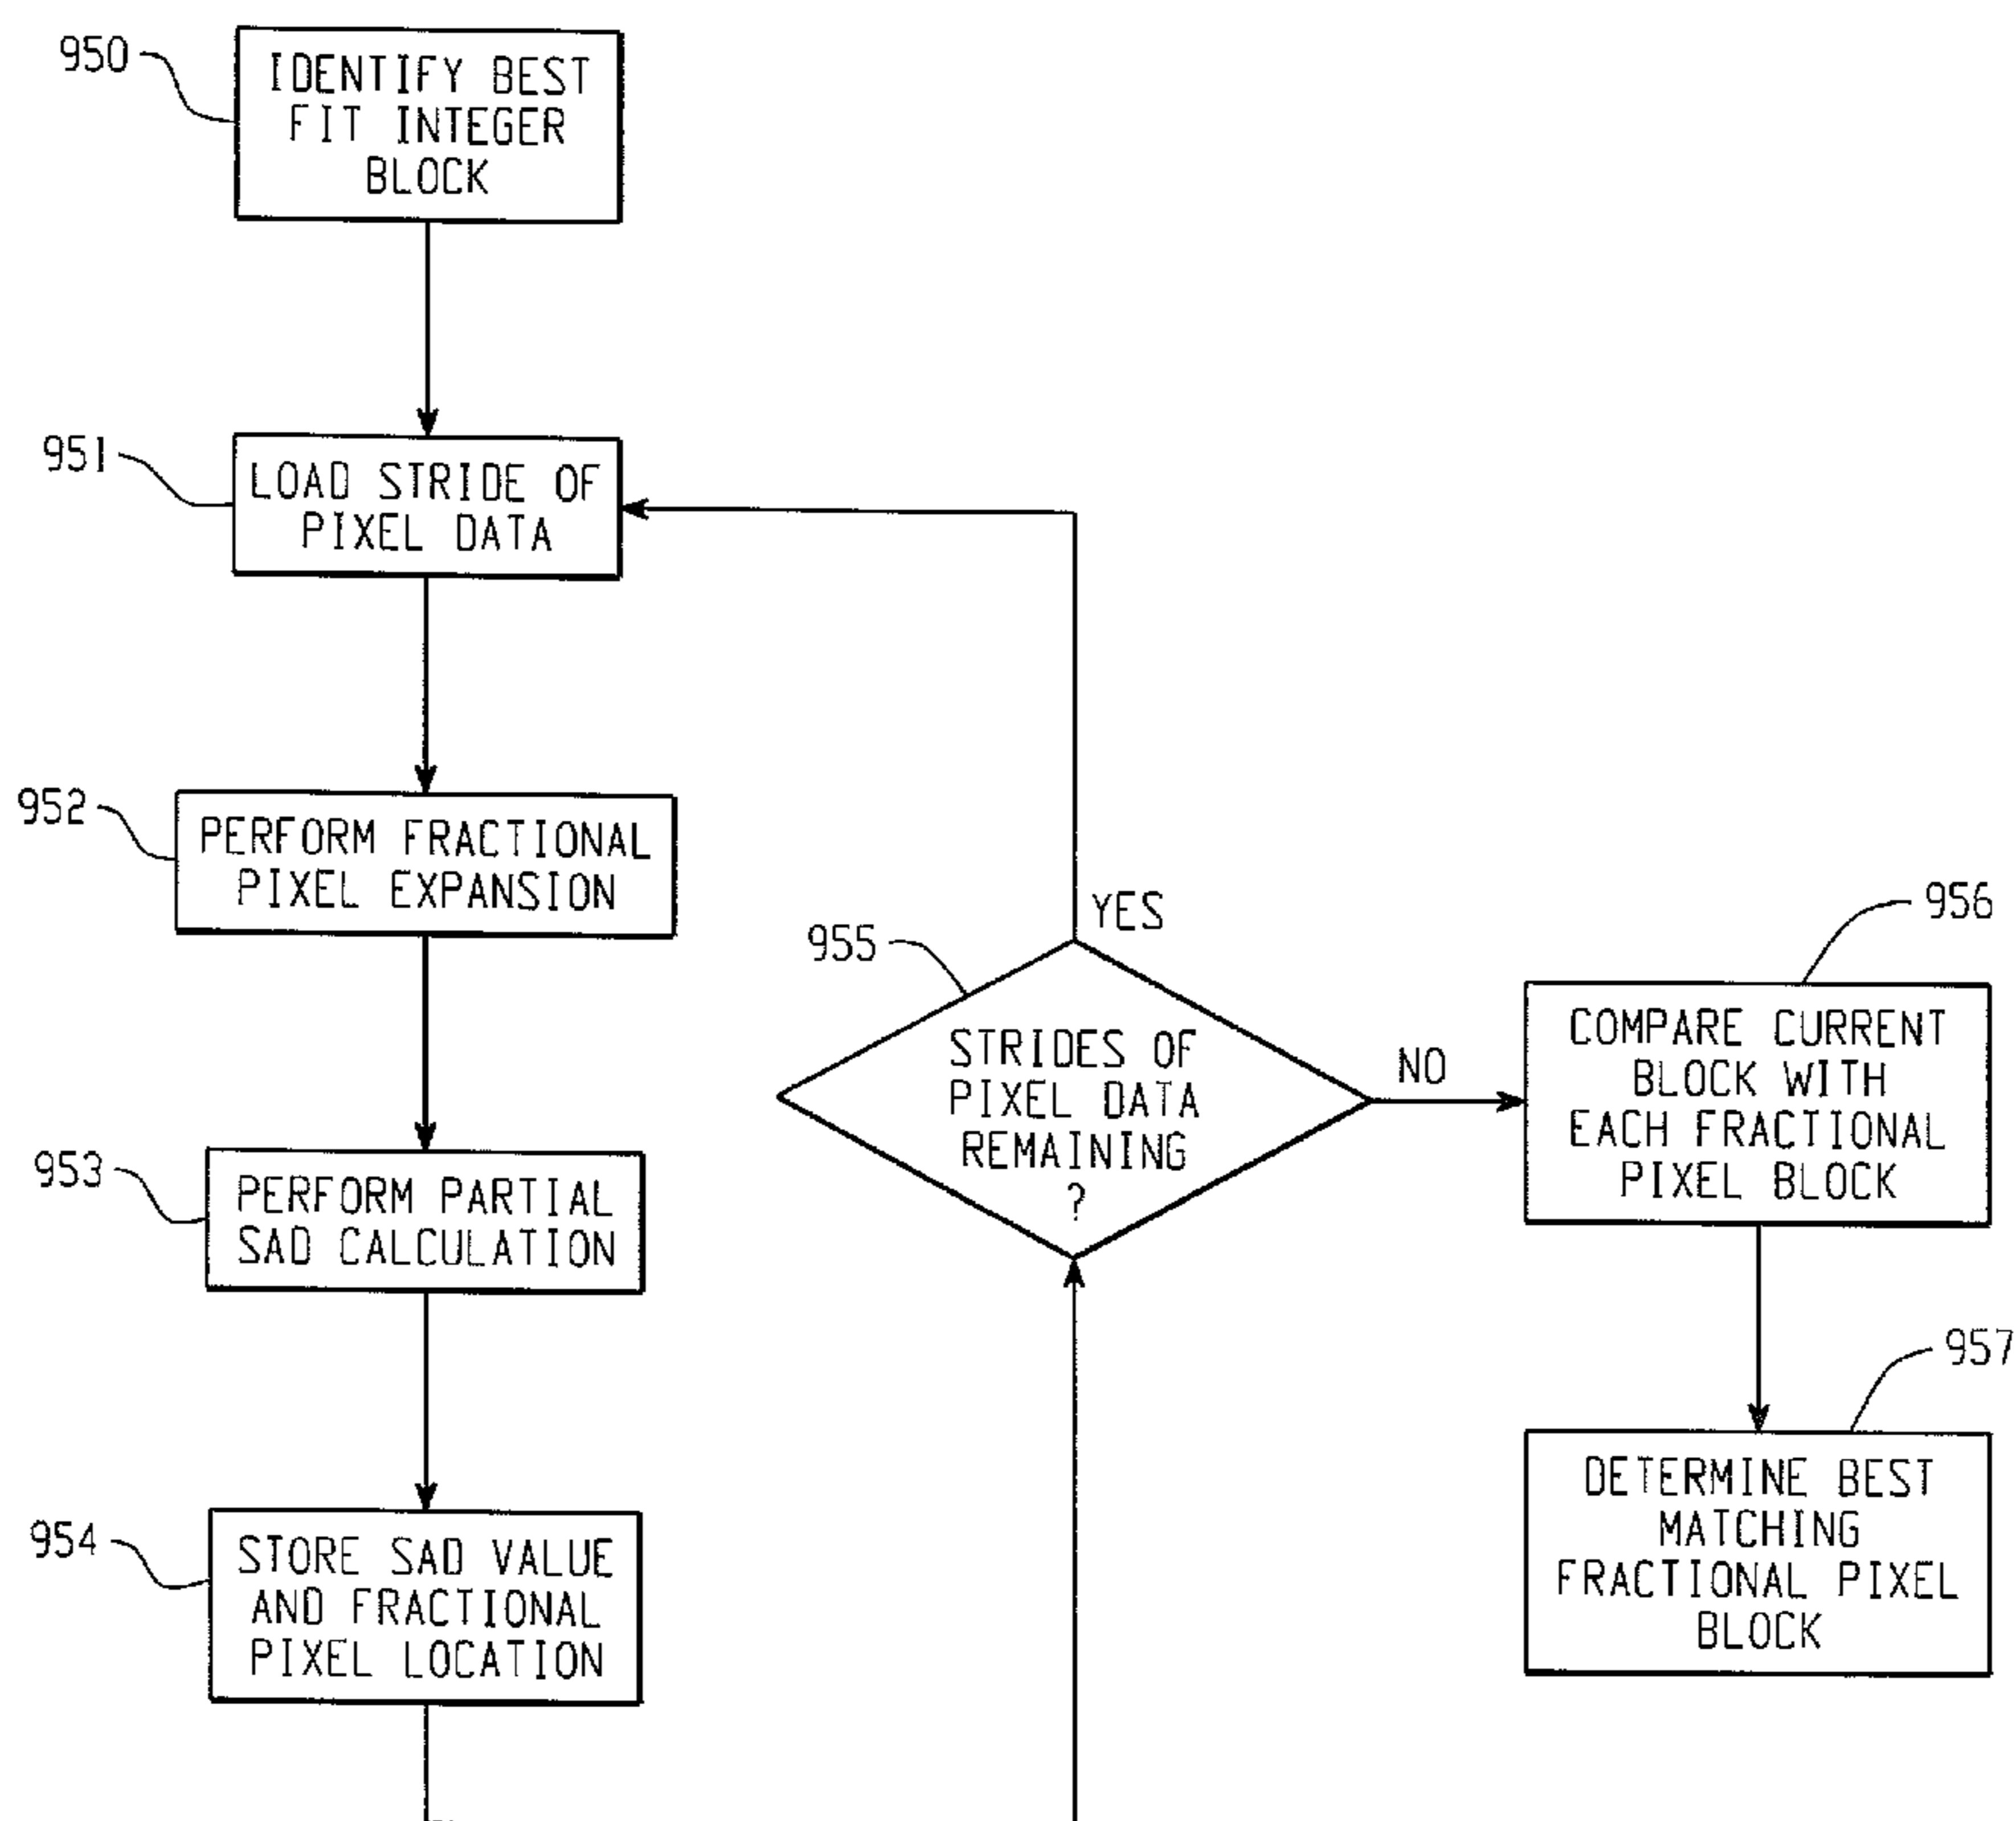 950
IDENTIFY BEST
FIT INTEGER
BLOCK
951
LOAD STRIDE OF
PIXEL DATA
952
PERFORM FRACTIONAL
PIXEL EXPANSION
953
PERFORM PARTIAL
SAD CALCULATION
954
STORE SAD VALUE
AND FRACTIONAL
PIXEL LOCATION
955
YES
STRIDES OF
PIXEL DATA
REMAINING
?
NO
956
COMPARE CURRENT
BLOCK WITH
EACH FRACTIONAL
PIXEL BLOCK
957
DETERMINE BEST
MATCHING
FRACTIONAL PIXEL
BLOCK